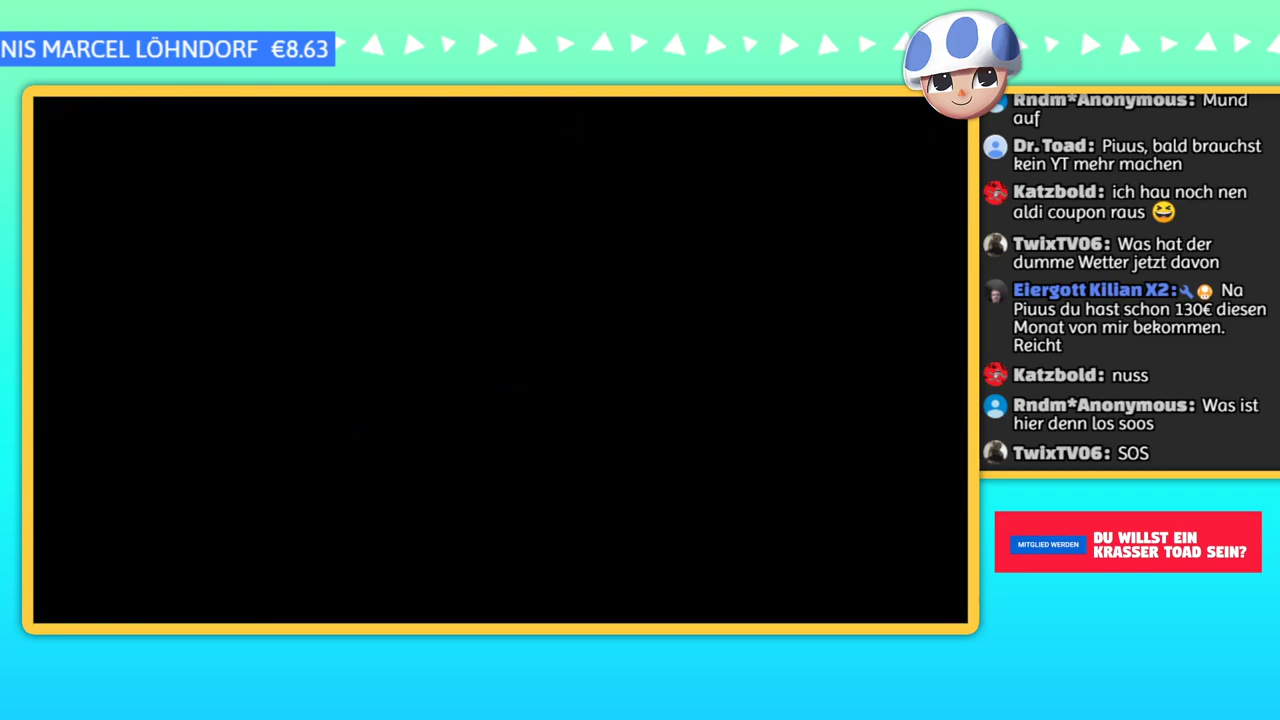 NIS MARCEL LÖHNDORF €8.63
Rndm*Anonymous: Mund
auf
Dr. Toad: Piuus, bald brauchst
kein YT mehr machen
Katzbold: ich hau noch nen
aldi coupon raus 😆
TwixTV06: Was hat der
dumme Wetter jetzt davon
Eiergott Kilian X2: Na
Piuus du hast schon 130€ diesen
Monat von mir bekommen.
Reicht
Katzbold: nuss
Rndm*Anonymous: Was ist
hier denn los soos
TwixTV06: SOS
MITGLIED WERDEN
DU WILLST EIN
KRASSER TOAD SEIN?